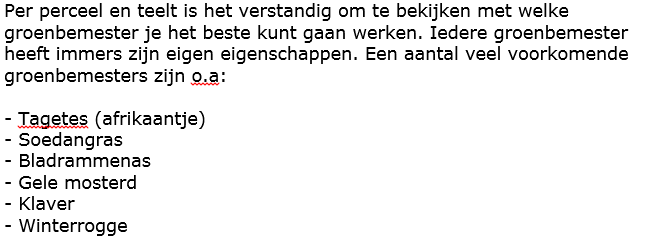 Per perceel en teelt is het verstandig om te bekijken met welke
groenbemester je het beste kunt gaan werken. Iedere groenbemester
heeft immers zijn eigen eigenschappen. Een aantal veel voorkomende
groenbemesters zijn o.a:
- Tagetes (afrikaantje)
- Soedangras
- Bladrammenas
- Gele mosterd
- Klaver
- Winterrogge